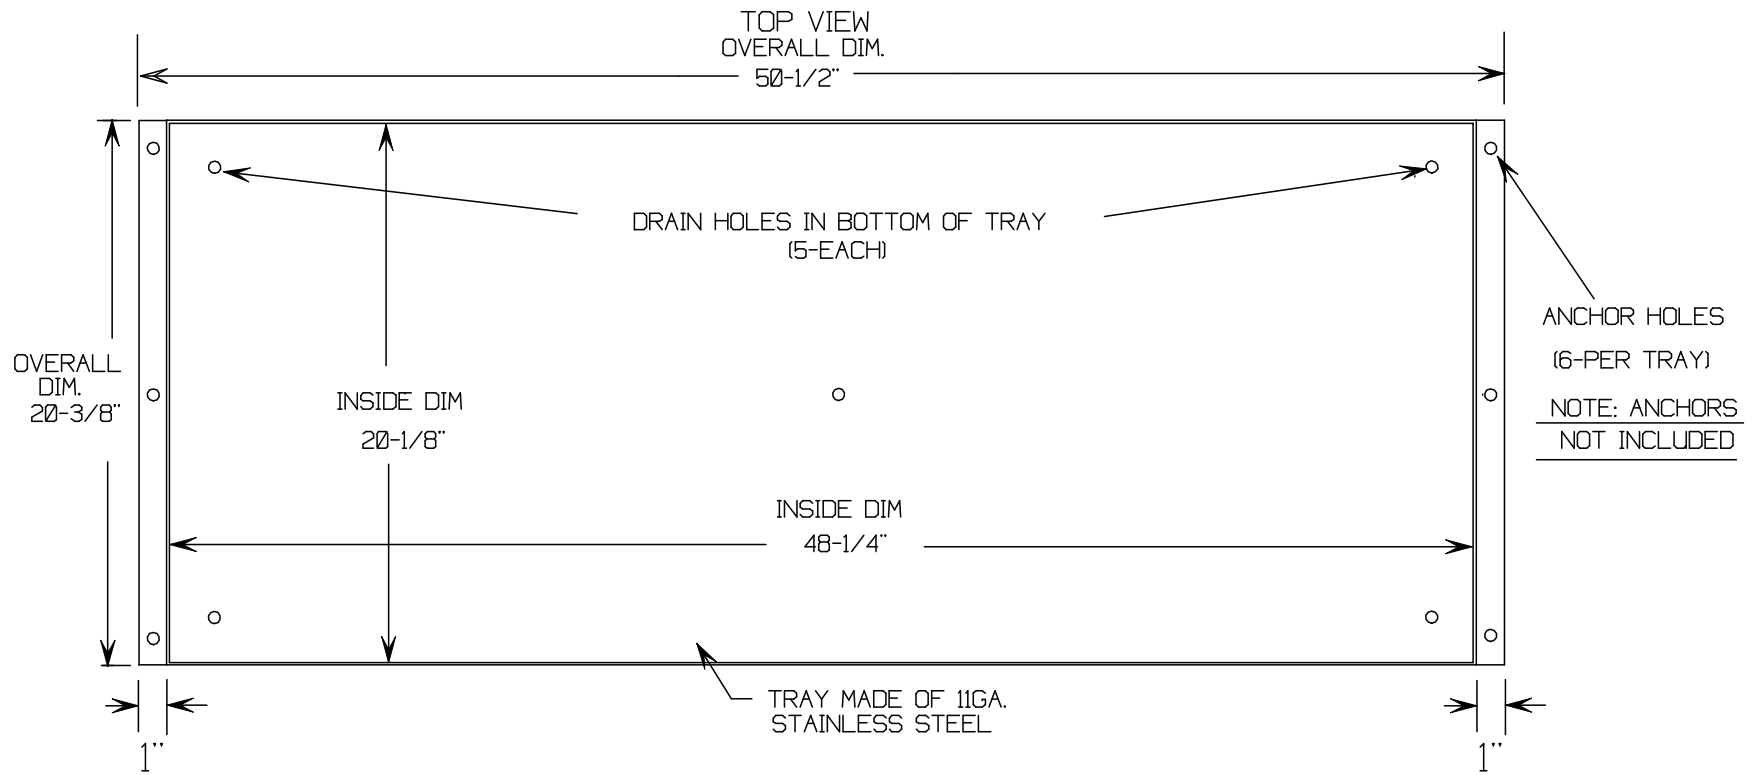 TOP VIEW
OVERALL DIM.
50-1/2"
DRAIN HOLES IN BOTTOM OF TRAY
(5-EACH)
ANCHOR HOLES
(6-PER TRAY)
NOTE: ANCHORS
NOT INCLUDED
OVERALL
DIM.
20-3/8"
INSIDE DIM
20-1/8"
INSIDE DIM
48-1/4"
TRAY MADE OF 11GA.
STAINLESS STEEL
1"
1"